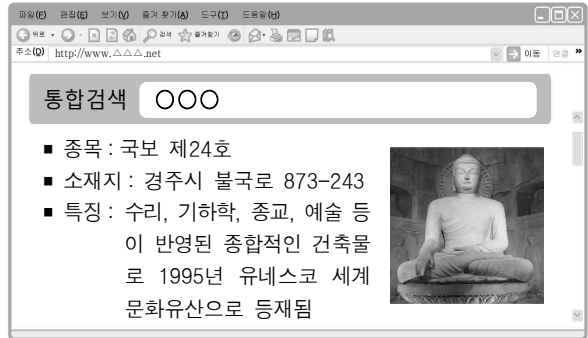 파일(F) 편집(E) 보기(V) 즐겨 찾기(A) 도구(T) 도움말(H)
뒤로 검색 즐겨찾기
주소(D) http://www.△△△.net 이동 연결 »
통합검색 ○○○
■ 종목 : 국보 제24호
■ 소재지 : 경주시 불국로 873-243
■ 특징 : 수리, 기하학, 종교, 예술 등
이 반영된 종합적인 건축물
로 1995년 유네스코 세계
문화유산으로 등재됨